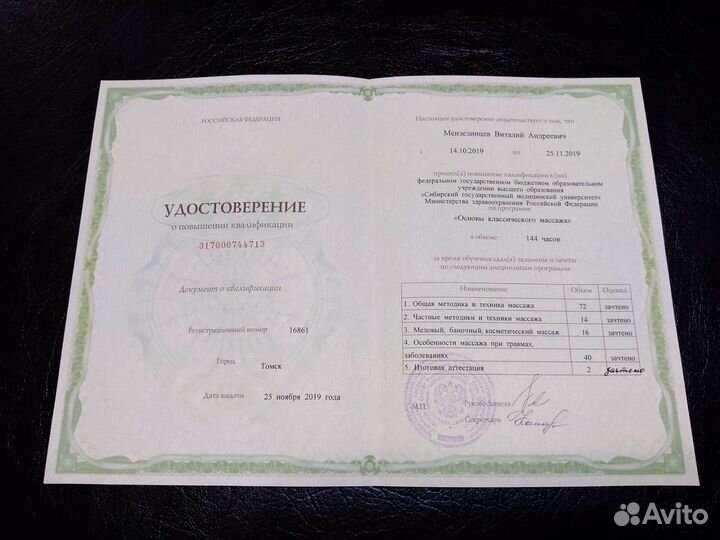 РОССИЙСКАЯ ФЕДЕРАЦИЯ
УДОСТОВЕРЕНИЕ
о повышении квалификации
317000744713
Документ о квалификации
Регистрационный номер 16861
Город Томск
Дата выдачи 25 ноября 2019 года
Настоящее удостоверение свидетельствует о том, что
Мензелинцев Виталий Андреевич
с 14.10.2019 по 25.11.2019
прошел(а) повышение квалификации в (на)
федеральном государственном бюджетном образовательном
учреждении высшего образования
«Сибирский государственный медицинский университет»
Министерства здравоохранения Российской Федерации
по программе
«Основы классического массажа»
в объеме 144 часов
за время обучения сдал(а) экзамены и зачеты
по следующим дисциплинам программы
Наименование Объем Оценка
1. Общая методика и техника массажа 72 зачтено
2. Частные методики и техники массажа 14 зачтено
3. Медовый, баночный, косметический массаж 16 зачтено
4. Особенности массажа при травмах,
заболеваниях 40 зачтено
5. Итоговая аттестация 2 зачтено
М.П. Руководитель
Секретарь
Avito